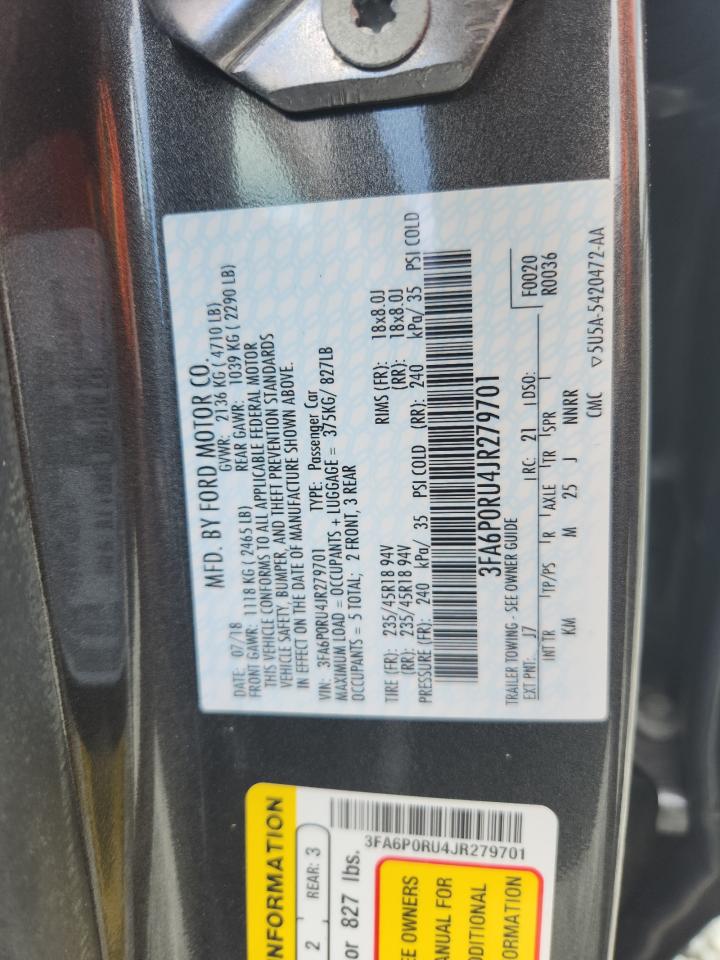 MFD. BY FORD MOTOR CO.
DATE: 07/18 GVWR: 2136 KG ( 4710 LB)
FRONT GAWR: 1118 KG ( 2465 LB) REAR GAWR: 1039 KG ( 2290 LB)
THIS VEHICLE CONFORMS TO ALL APPLICABLE FEDERAL MOTOR
VEHICLE SAFETY, BUMPER, AND THEFT PREVENTION STANDARDS
IN EFFECT ON THE DATE OF MANUFACTURE SHOWN ABOVE.
VIN: 3FA6P0RU4JR279701 TYPE: Passenger Car
MAXIMUM LOAD = OCCUPANTS + LUGGAGE = 375KG/ 827LB
OCCUPANTS = 5 TOTAL; 2 FRONT, 3 REAR
TIRE (FR): 235/45R18 94V RIMS (FR): 18x8.0J
(RR): 235/45R18 94V (RR): 18x8.0J
PRESSURE (FR): 240 kPa/ 35 PSI COLD (RR): 240 kPa/ 35 PSI COLD
3FA6P0RU4JR279701
TRAILER TOWING - SEE OWNER GUIDE
EXT PNT: J7 RC: 21 DSO: F0020
R0036
INT TR TP/PS R AXLE TR SPR
KM M 25 J NNRR
CMC ▽5U5A-5420472-AA
NFORMATION
2 REAR: 3
or 827 lbs.
3FA6P0RU4JR279701
E OWNERS
ANUAL FOR
DDITIONAL
ORMATION